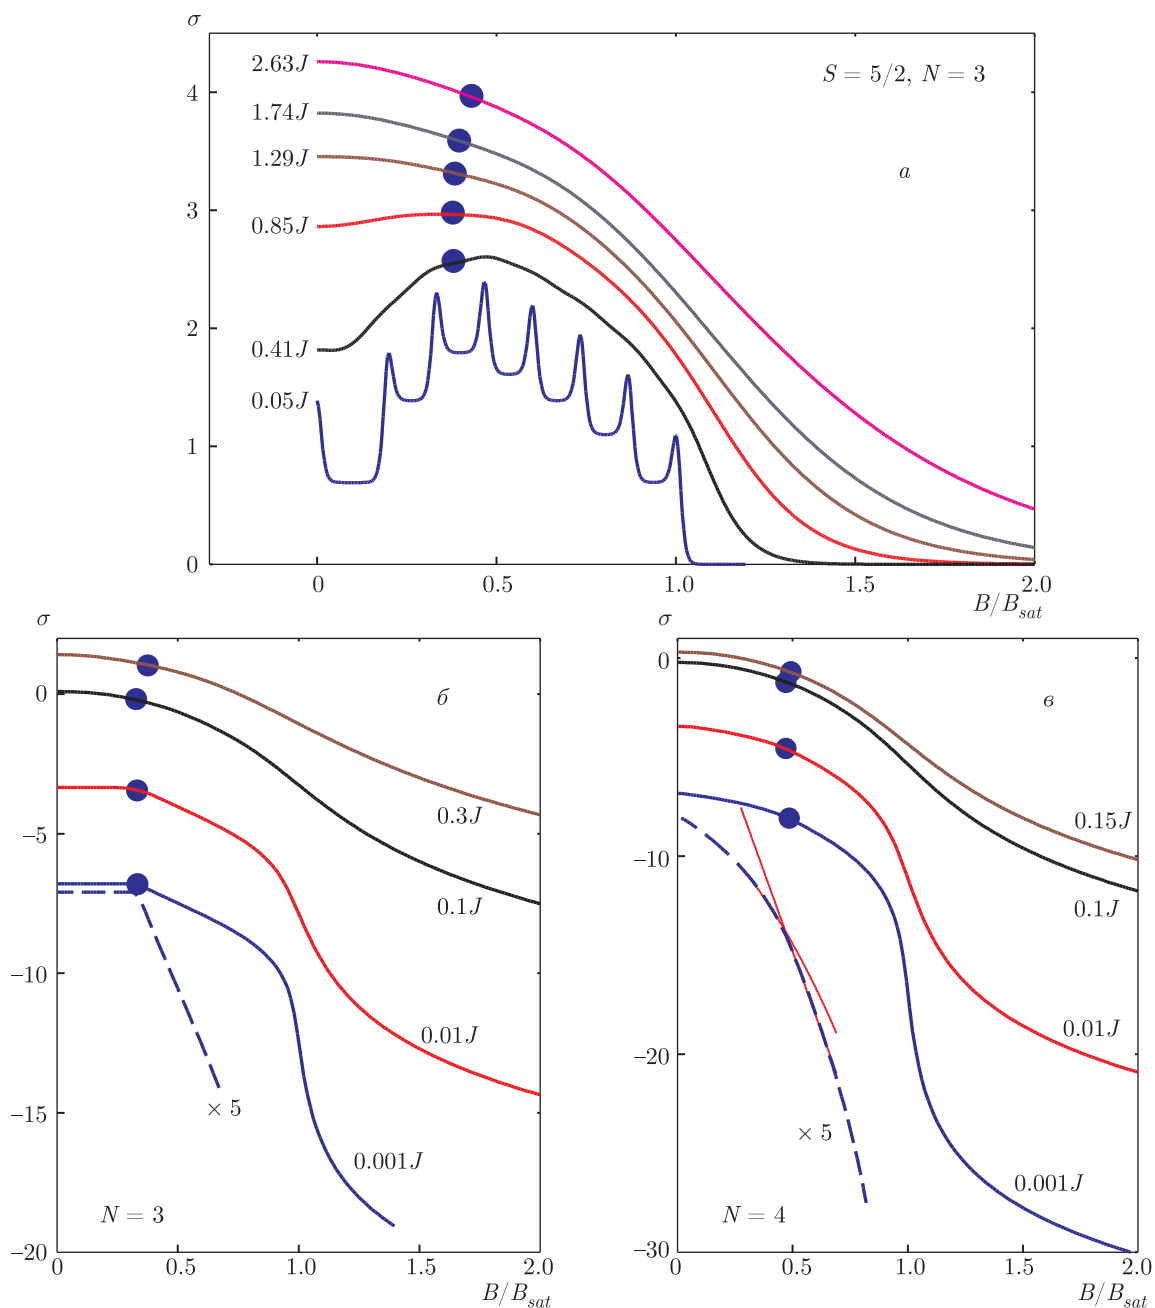 σ
S = 5/2, N = 3
а
2.63J
1.74J
1.29J
0.85J
0.41J
0.05J
4
3
2
1
0
0 0.5 1.0 1.5 2.0
B/B_sat
σ
б
0
−5
−10
−15
−20
0.3J
0.1J
0.01J
0.001J
× 5
N = 3
0 0.5 1.0 1.5 2.0
B/B_sat
σ
в
0
−10
−20
−30
0.15J
0.1J
0.01J
0.001J
× 5
N = 4
0 0.5 1.0 1.5 2.0
B/B_sat